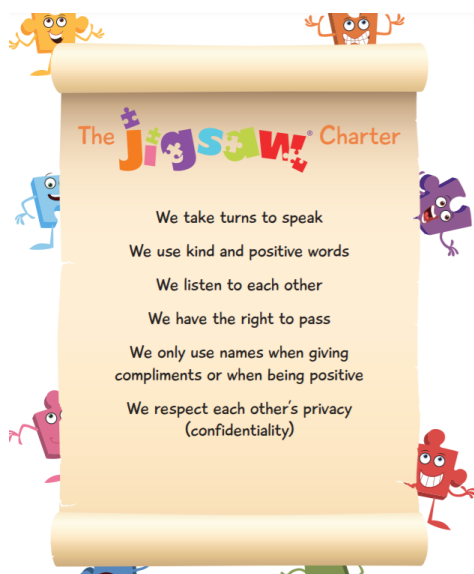 The Jigsaw® Charter
We take turns to speak
We use kind and positive words
We listen to each other
We have the right to pass
We only use names when giving
compliments or when being positive
We respect each other's privacy
(confidentiality)